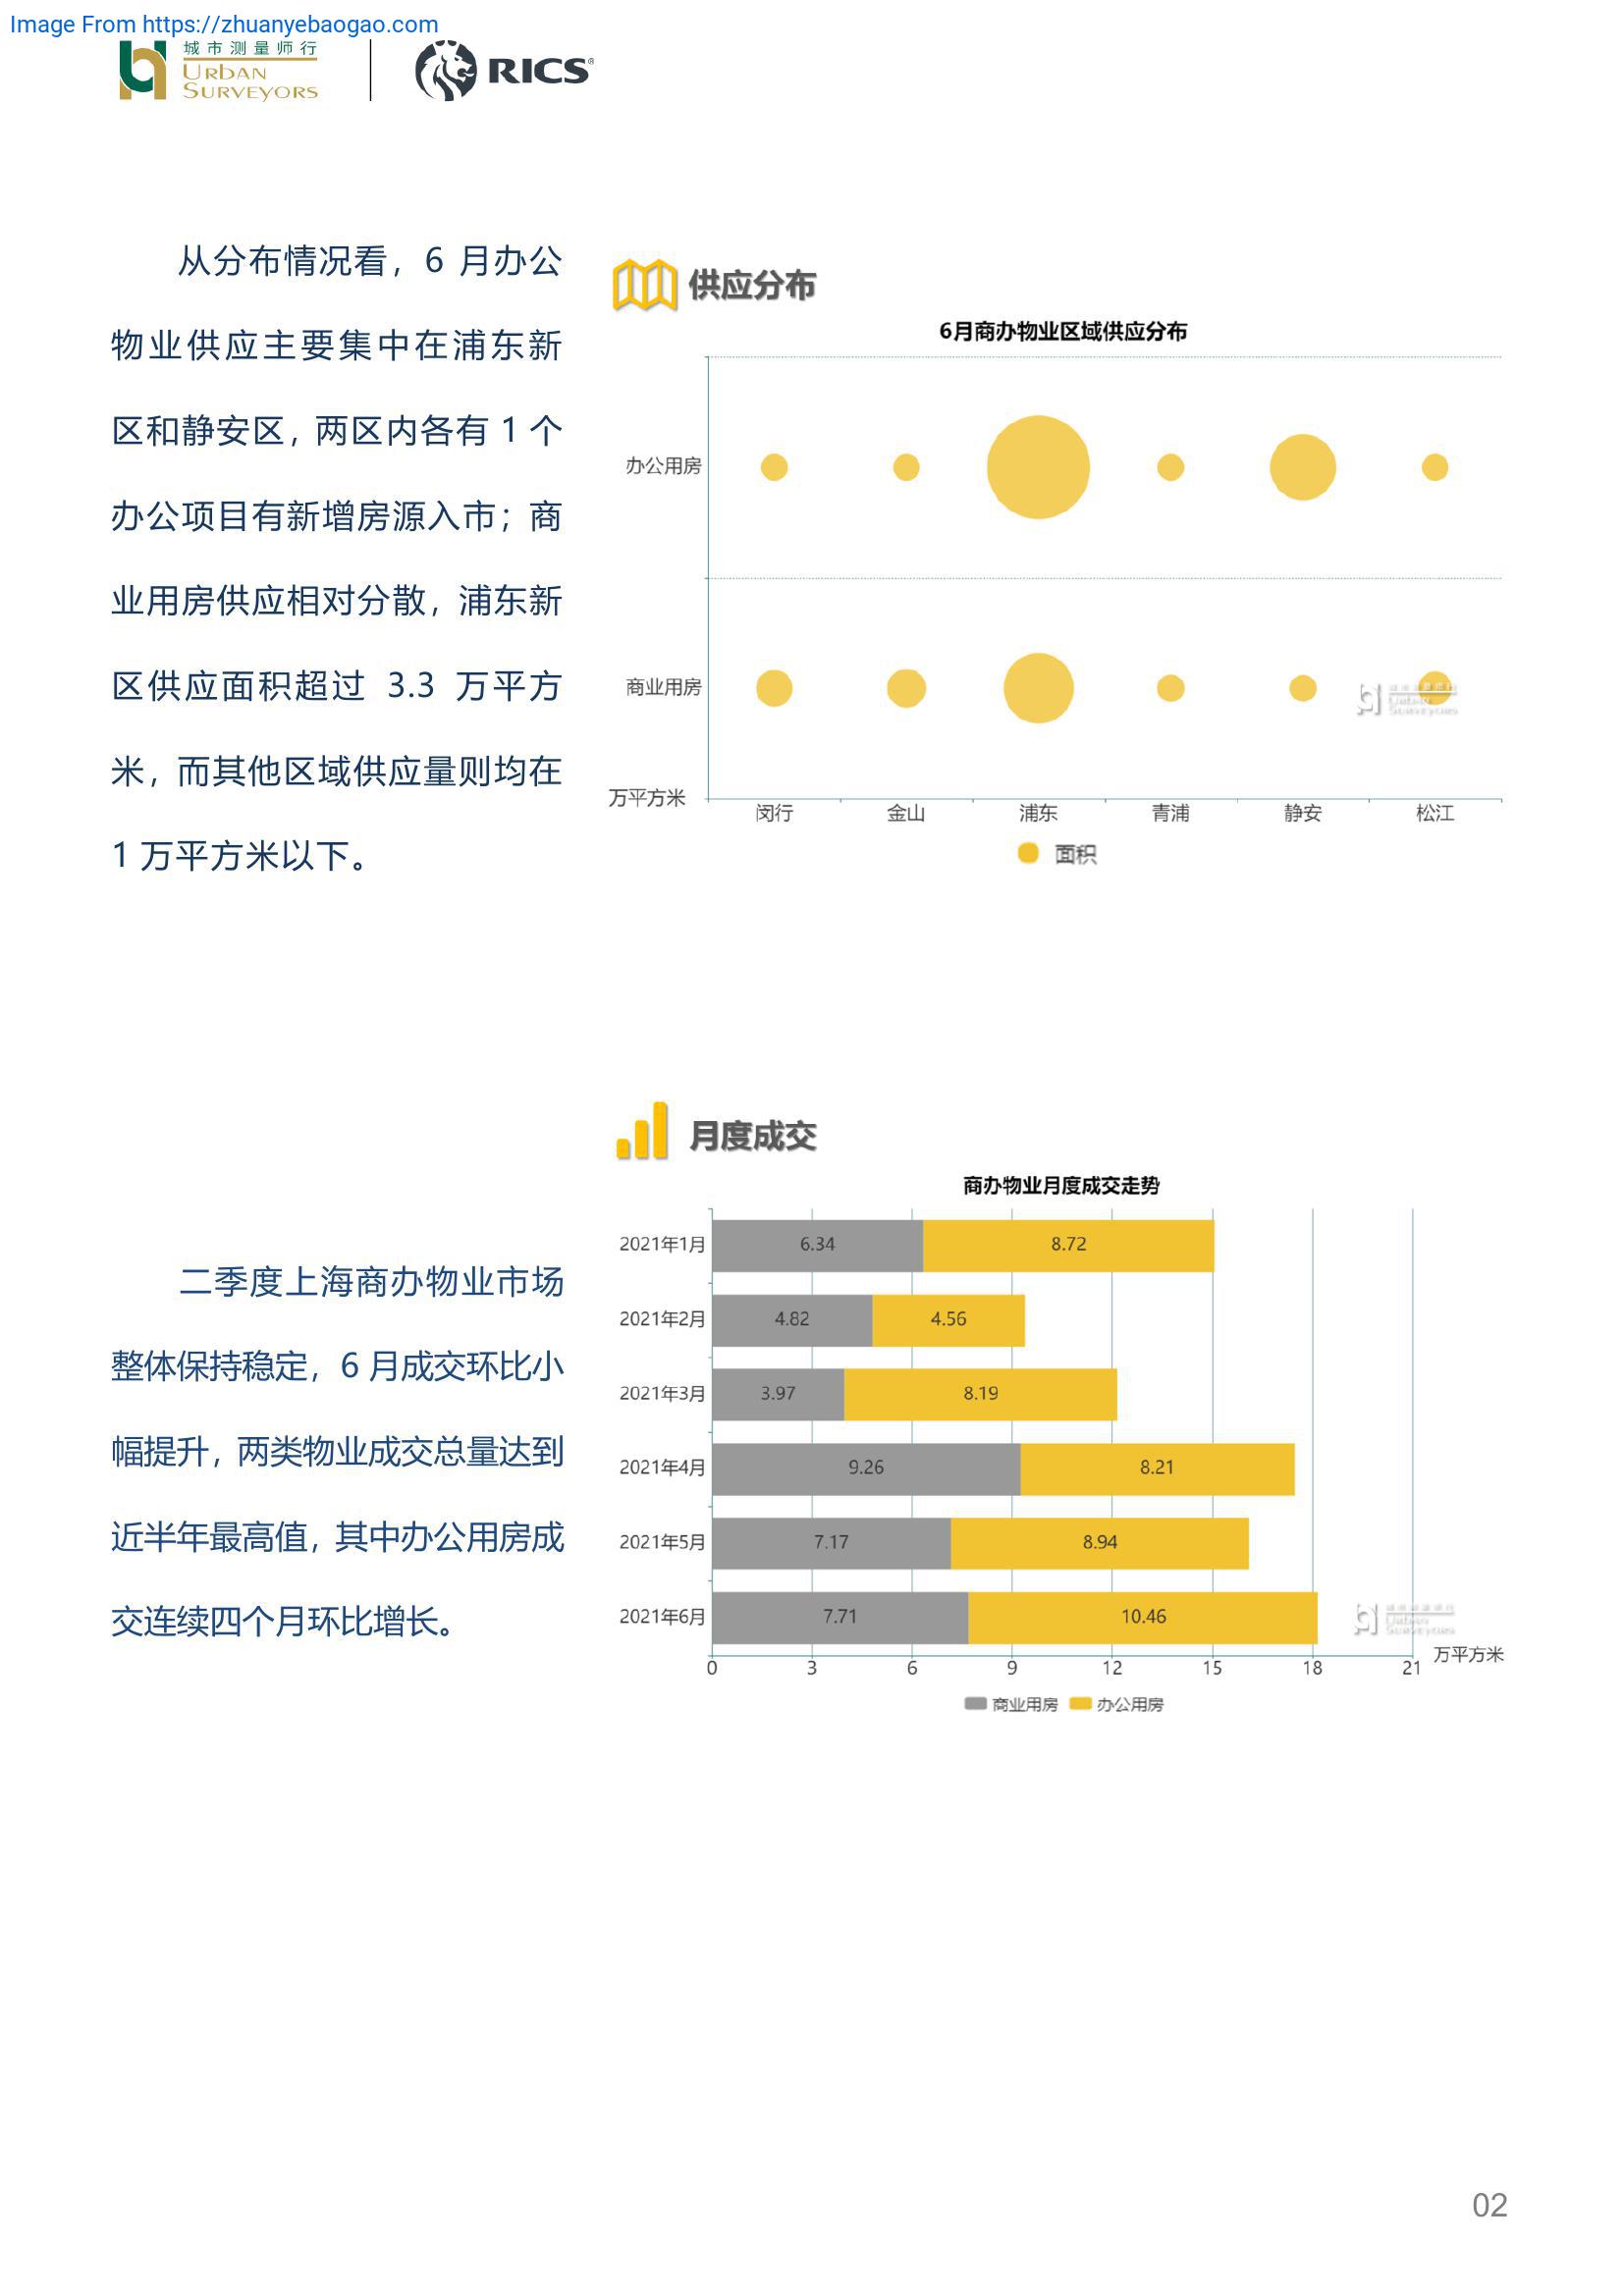 Image From https://zhuanyebaogao.com
城市测量师行
URBAN
SURVEYORS
RICS®
从分布情况看，6 月办公
物业供应主要集中在浦东新
区和静安区，两区内各有 1 个
办公项目有新增房源入市；商
业用房供应相对分散，浦东新
区供应面积超过 3.3 万平方
米，而其他区域供应量则均在
1 万平方米以下。
供应分布
6月商办物业区域供应分布
办公用房
商业用房
万平方米
闵行 金山 浦东 青浦 静安 松江
面积
城市测量师行
URBAN
SURVEYORS
二季度上海商办物业市场
整体保持稳定，6 月成交环比小
幅提升，两类物业成交总量达到
近半年最高值，其中办公用房成
交连续四个月环比增长。
月度成交
商办物业月度成交走势
2021年1月 6.34 8.72
2021年2月 4.82 4.56
2021年3月 3.97 8.19
2021年4月 9.26 8.21
2021年5月 7.17 8.94
2021年6月 7.71 10.46
城市测量师行
URBAN
SURVEYORS
0 3 6 9 12 15 18 21 万平方米
商业用房 办公用房
02